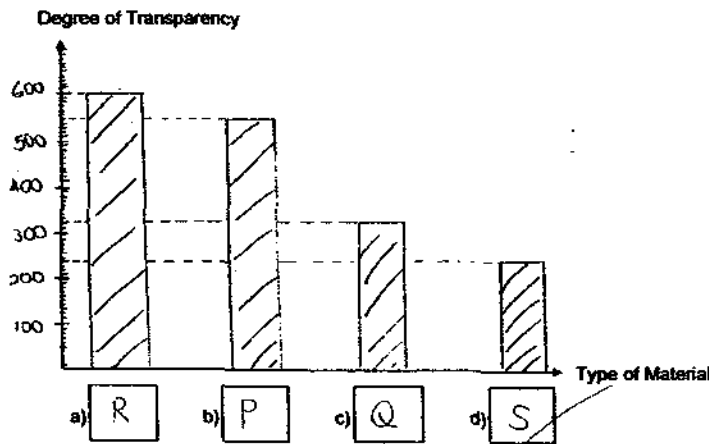 Degree of Transparency
600
500
400
300
200
100
Type of Material
a) R b) P c) Q d) S